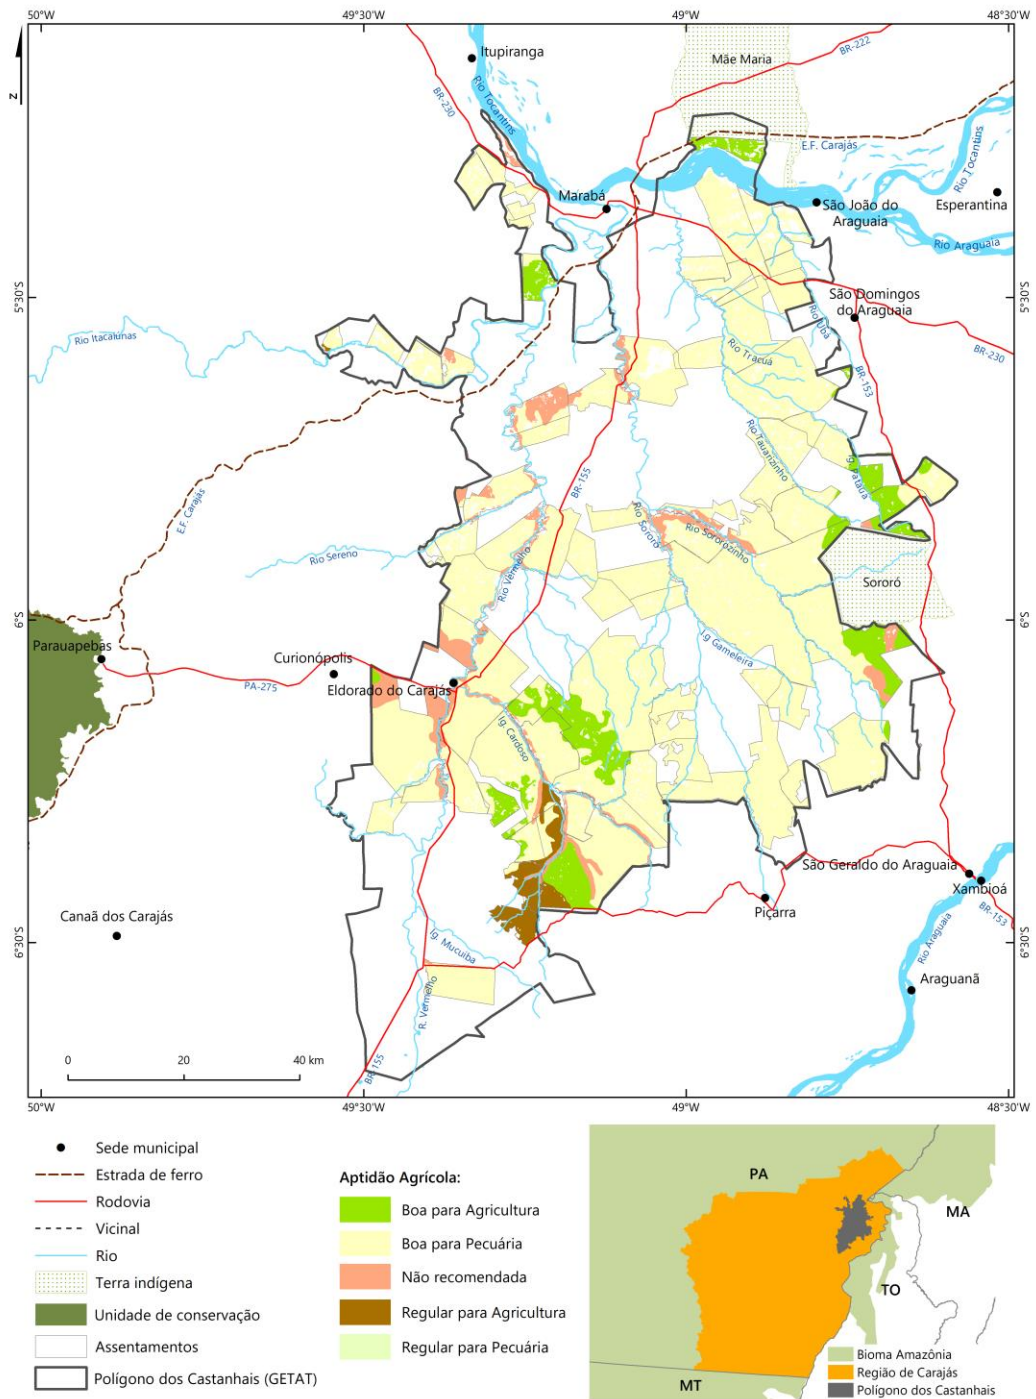 50°W
49°30'W
49°W
48°30'W
Itupiranga
Mãe Maria
BR-222
Z
BR-230
Rio Tocantins
E.F. Carajás
Rio Tocantins
Marabá
São João do
Araguaia
Esperantina
Rio Araguaia
5°30'S
5°30'S
São Domingos
do Araguaia
Rio Itacaiúnas
Rio Ubá
Rio Tracuá
BR-230
BR-153
Rio Tauarizinho
Ig. Patauá
BR-155
E.F. Carajás
Rio Sororó
Rio Sororozinho
Rio Sereno
Rio Vermelho
Sororó
6°S
6°S
Parauapebas
Ig Gameleira
Curionópolis
PA-275
Eldorado do Carajás
Ig. Cardoso
São Geraldo do Araguaia
Xambioá
Piçarra
BR-153
Canaã dos Carajás
Rio Araguaia
6°30'S
6°30'S
Ig. Mucuíba
Araguanã
R. Vermelho
0
20
40 km
BR-155
50°W
49°30'W
49°W
48°30'W
Sede municipal
Estrada de ferro
Rodovia
Vicinal
Rio
Terra indígena
Unidade de conservação
Assentamentos
Polígono dos Castanhais (GETAT)
Aptidão Agrícola:
Boa para Agricultura
Boa para Pecuária
Não recomendada
Regular para Agricultura
Regular para Pecuária
PA
MA
TO
MT
Bioma Amazônia
Região de Carajás
Polígono dos Castanhais